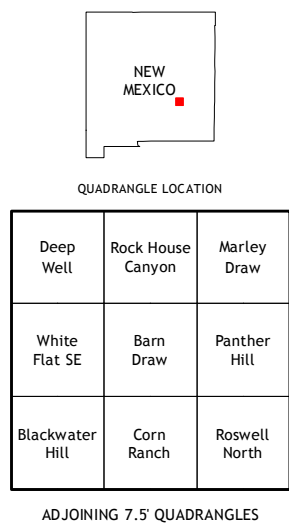 NEW
MEXICO
QUADRANGLE LOCATION
Deep
Well
Rock House
Canyon
Marley
Draw
White
Flat SE
Barn
Draw
Panther
Hill
Blackwater
Hill
Corn
Ranch
Roswell
North
ADJOINING 7.5' QUADRANGLES